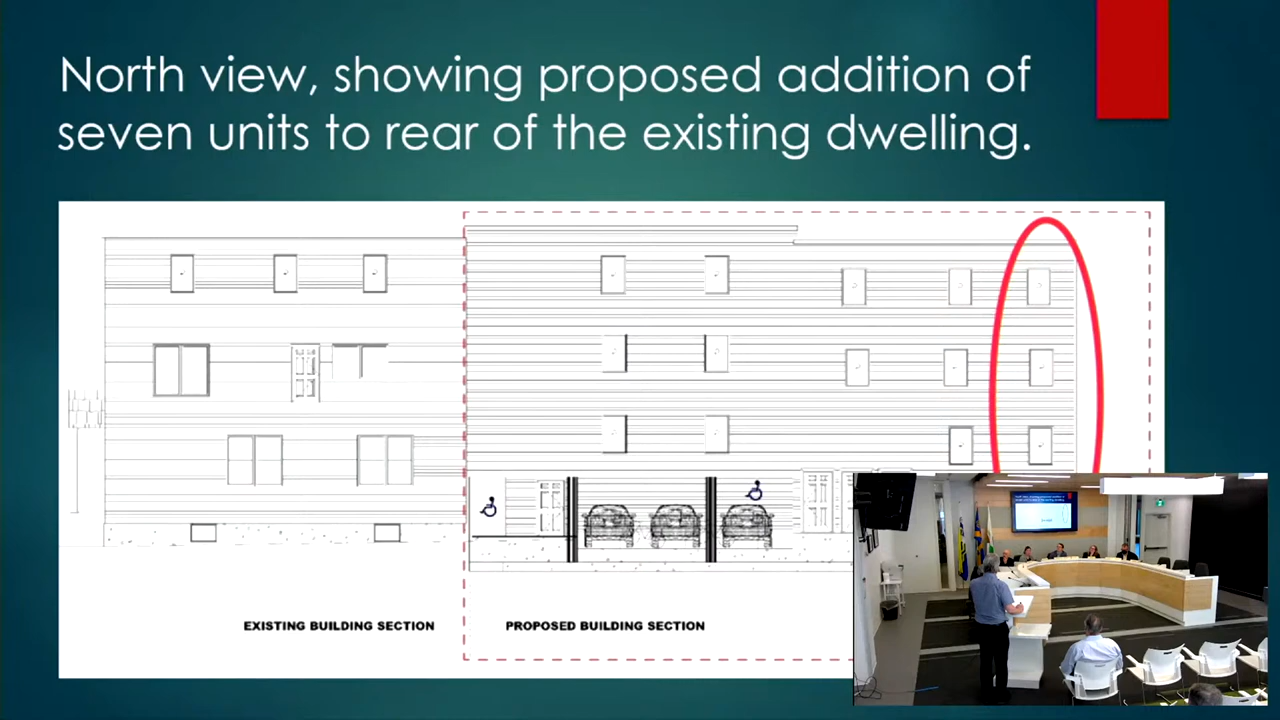 North view, showing proposed addition of
seven units to rear of the existing dwelling.
EXISTING BUILDING SECTION
PROPOSED BUILDING SECTION